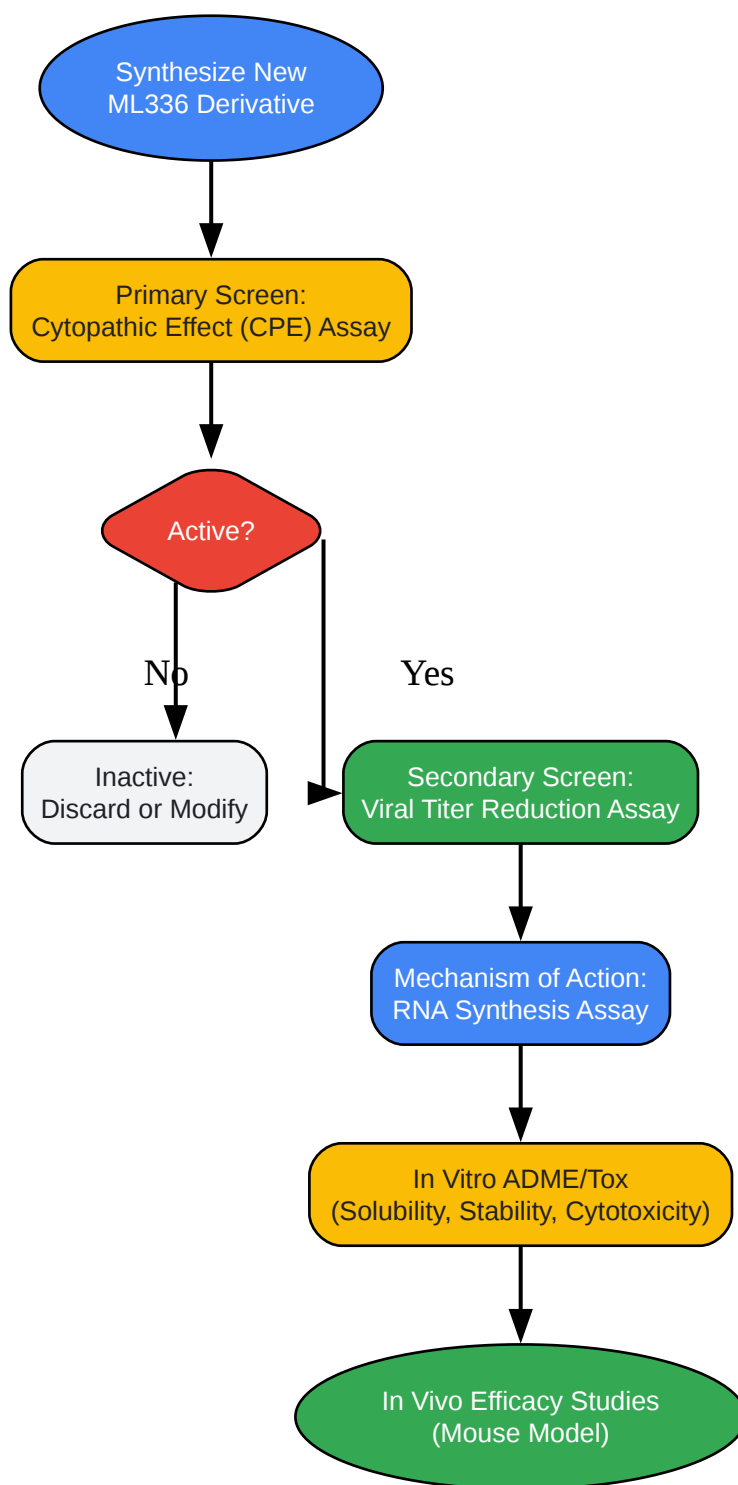 Synthesize New
ML336 Derivative
Primary Screen:
Cytopathic Effect (CPE) Assay
Active?
No
Yes
Inactive:
Discard or Modify
Secondary Screen:
Viral Titer Reduction Assay
Mechanism of Action:
RNA Synthesis Assay
In Vitro ADME/Tox
(Solubility, Stability, Cytotoxicity)
In Vivo Efficacy Studies
(Mouse Model)